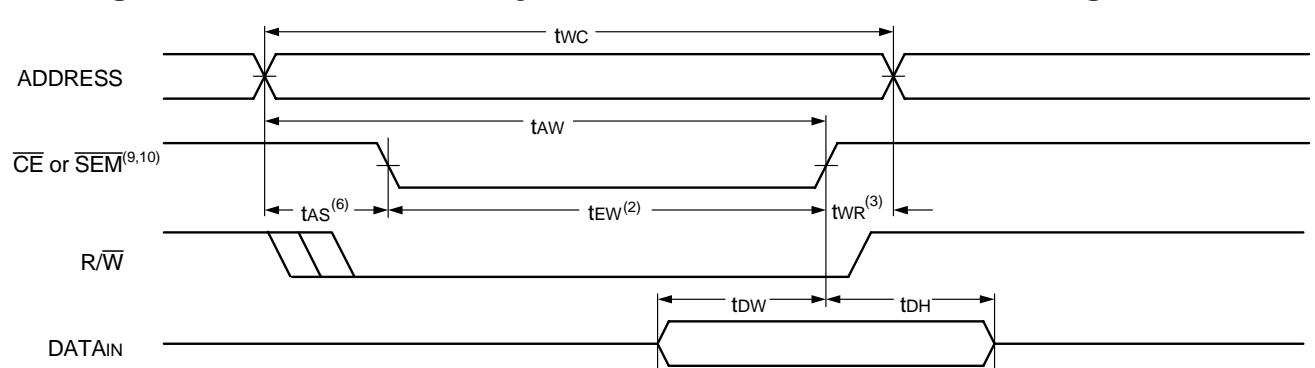 tWC
ADDRESS
tAW
CE or SEM(9,10)
tAS(6) tEW(2) tWR(3)
R/W
tDW tDH
DATAIN